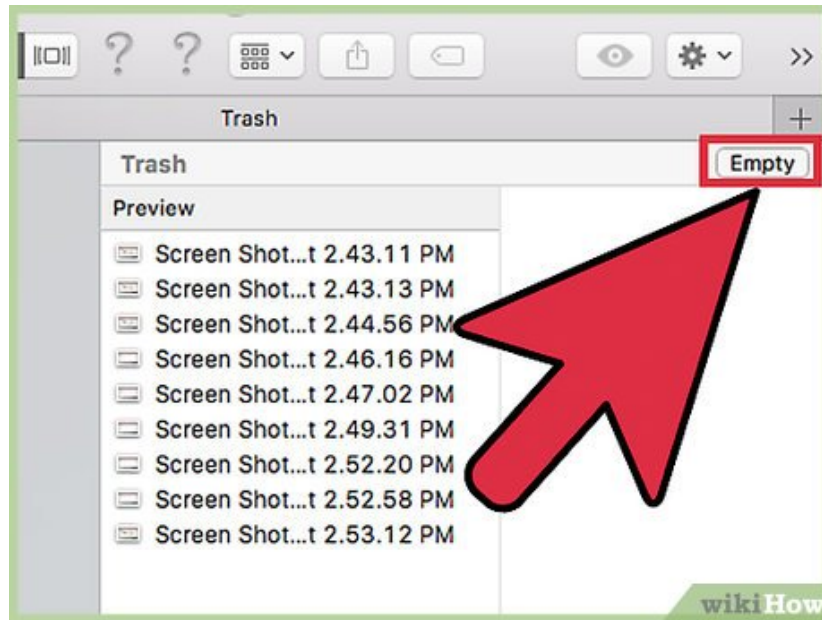 ? ?
Trash
+
Trash Empty
Preview
Screen Shot...t 2.43.11 PM
Screen Shot...t 2.43.13 PM
Screen Shot...t 2.44.56 PM
Screen Shot...t 2.46.16 PM
Screen Shot...t 2.47.02 PM
Screen Shot...t 2.49.31 PM
Screen Shot...t 2.52.20 PM
Screen Shot...t 2.52.58 PM
Screen Shot...t 2.53.12 PM
wikiHow